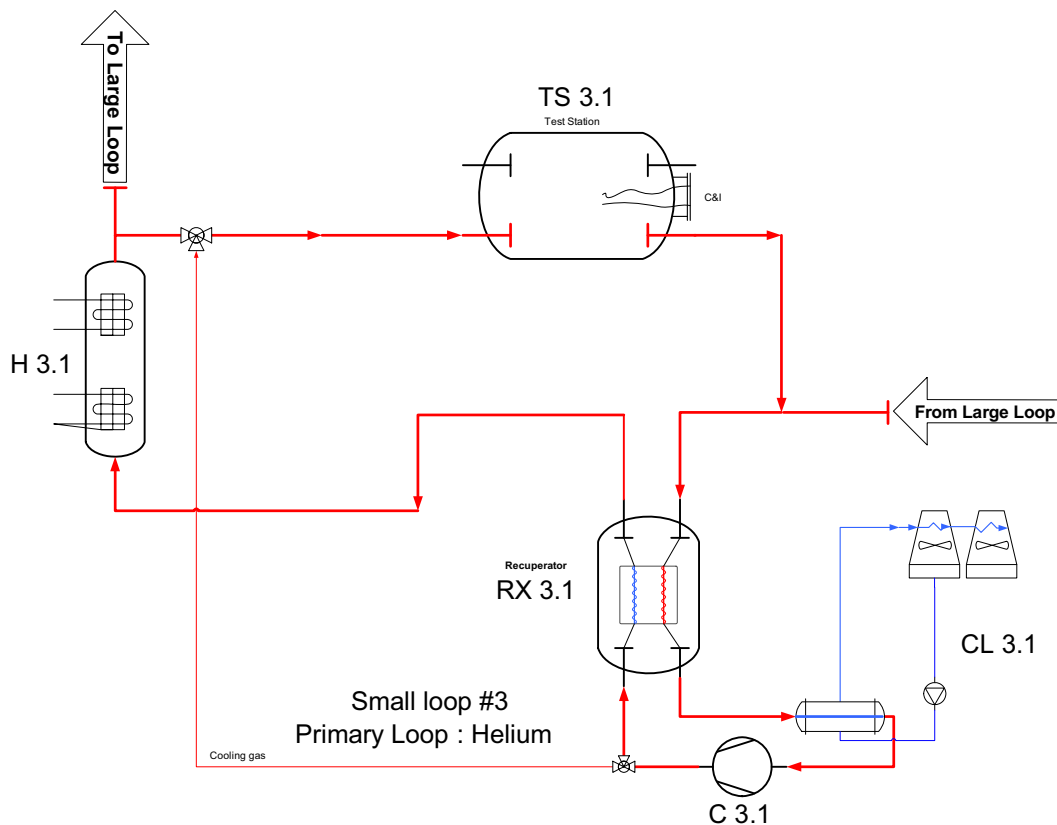 To Large Loop
TS 3.1
Test Station
C&I
H 3.1
From Large Loop
Recuperator
RX 3.1
CL 3.1
Small loop #3
Primary Loop : Helium
Cooling gas
C 3.1